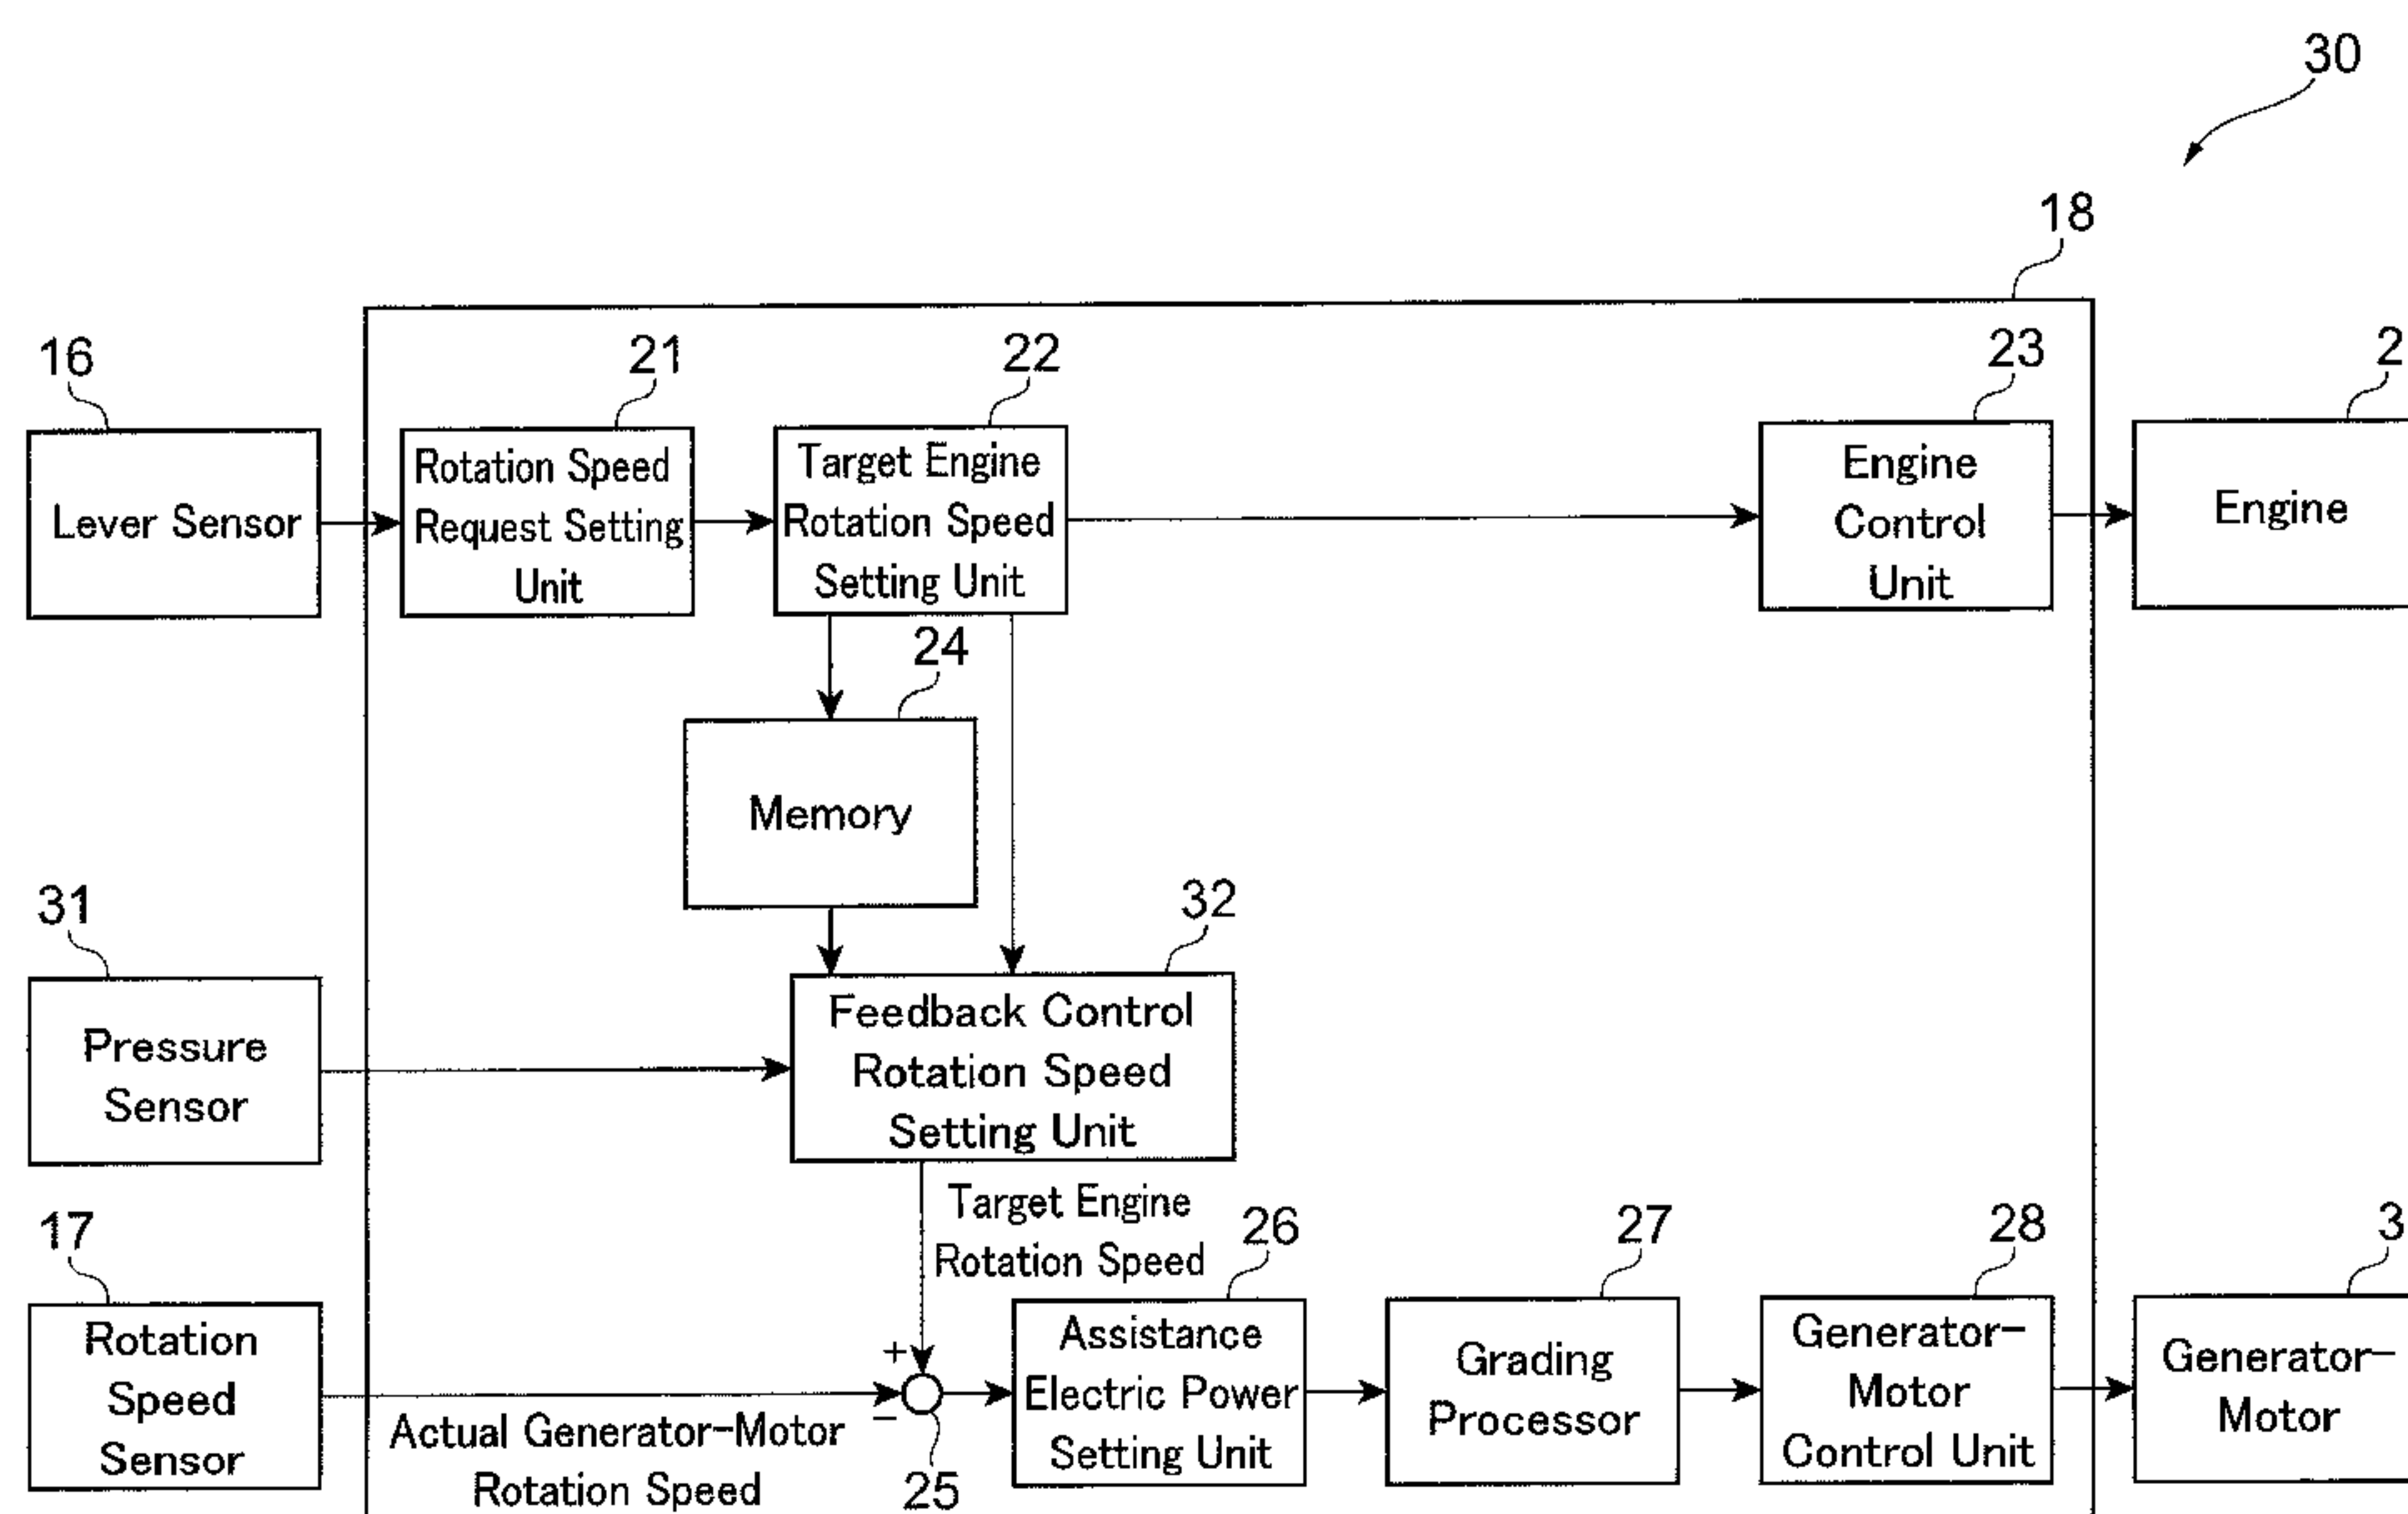 30
18
16
21
22
23
2
Lever Sensor
Rotation Speed
Request Setting
Unit
Target Engine
Rotation Speed
Setting Unit
Engine
Control
Unit
Engine
24
Memory
31
32
Pressure
Sensor
Feedback Control
Rotation Speed
Setting Unit
Target Engine
Rotation Speed
17
26
27
28
3
Rotation
Speed
Sensor
+
−
Actual Generator-Motor
Rotation Speed
25
Assistance
Electric Power
Setting Unit
Grading
Processor
Generator-
Motor
Control Unit
Generator-
Motor